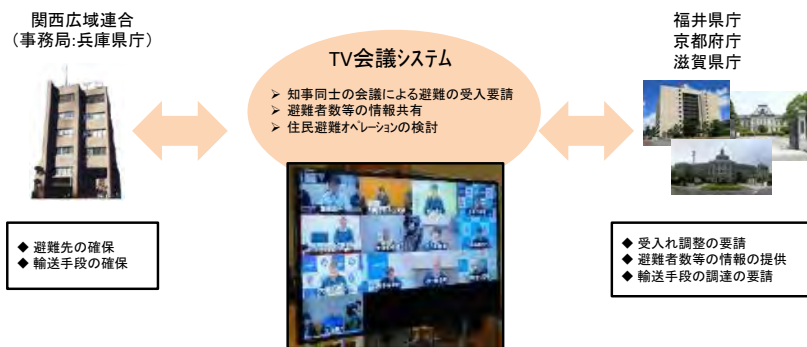 関西広域連合
（事務局:兵庫県庁）
TV会議システム
➢ 知事同士の会議による避難の受入要請
➢ 避難者数等の情報共有
➢ 住民避難オペレーションの検討
福井県庁
京都府庁
滋賀県庁
◆ 避難先の確保
◆ 輸送手段の確保
◆ 受入れ調整の要請
◆ 避難者数等の情報の提供
◆ 輸送手段の調達の要請